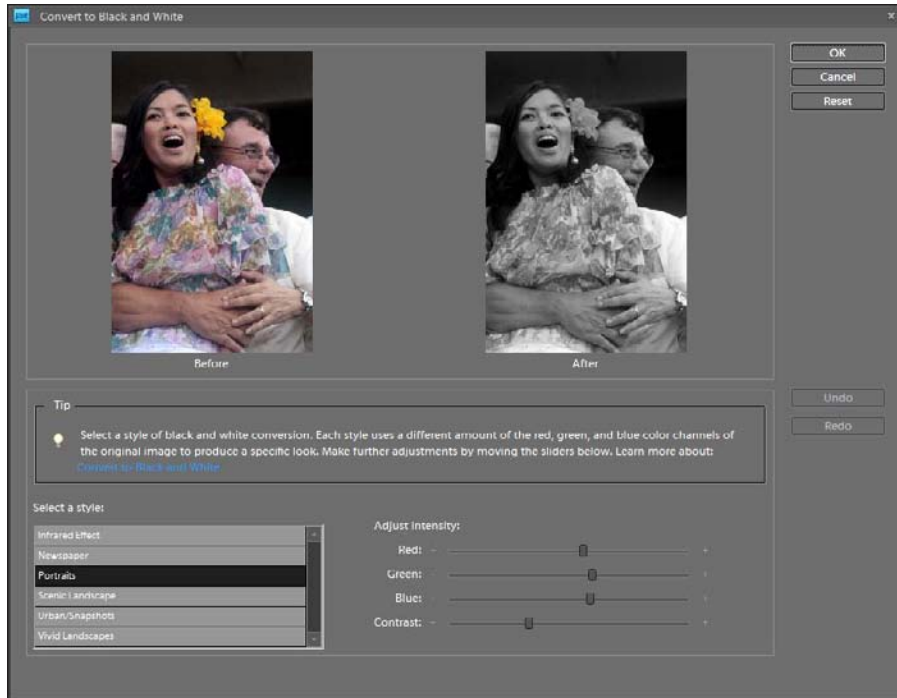 Convert to Black and White
x
OK
Cancel
Reset
Before
After
Undo
Redo
Tip
Select a style of black and white conversion. Each style uses a different amount of the red, green, and blue color channels of
the original image to produce a specific look. Make further adjustments by moving the sliders below. Learn more about:
Convert to Black and White
Select a style:
Infrared Effect
Newspaper
Portraits
Scenic Landscape
Urban/Snapshots
Vivid Landscapes
Adjust Intensity:
Red: - +
Green: - +
Blue: - +
Contrast: - +